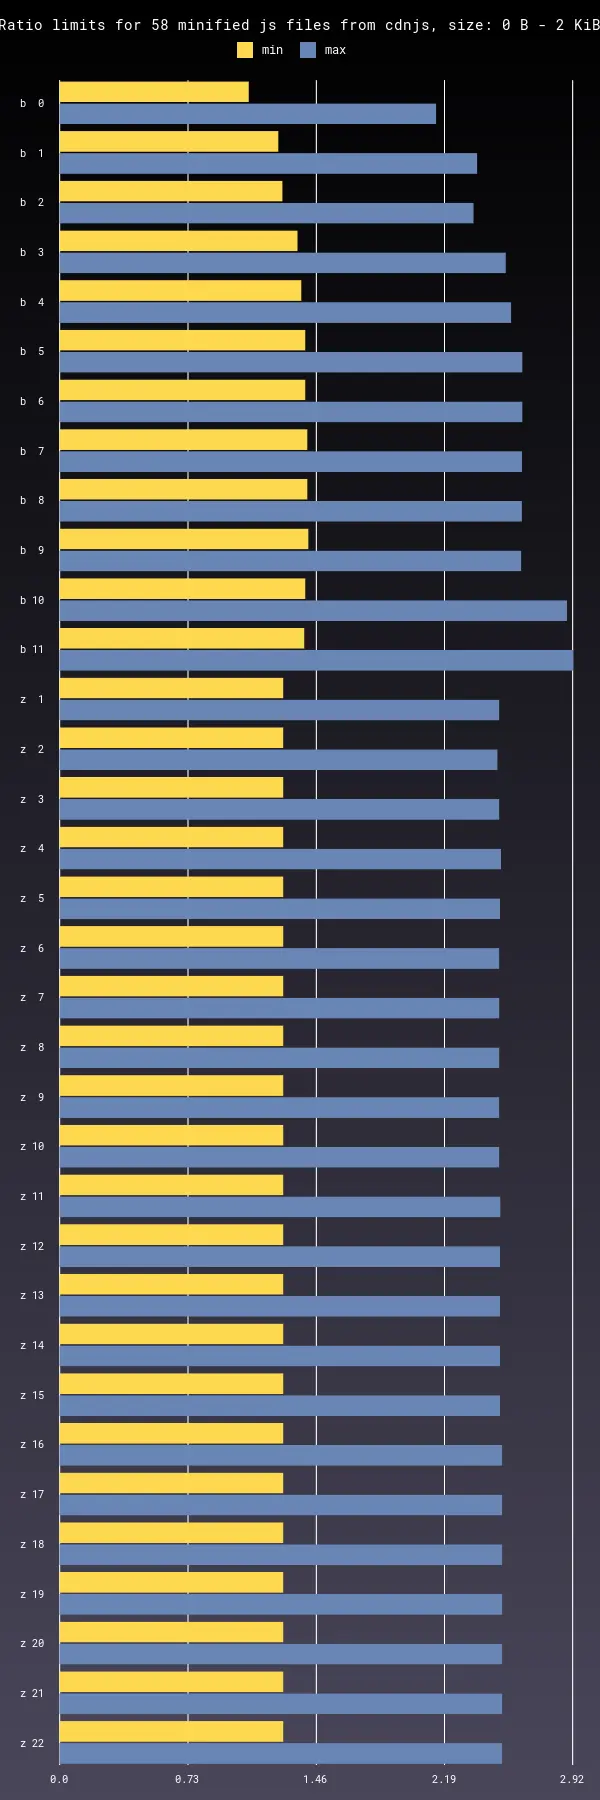 Ratio limits for 58 minified js files from cdnjs, size: 0 B - 2 KiB
min max
b 0
b 1
b 2
b 3
b 4
b 5
b 6
b 7
b 8
b 9
b 10
b 11
z 1
z 2
z 3
z 4
z 5
z 6
z 7
z 8
z 9
z 10
z 11
z 12
z 13
z 14
z 15
z 16
z 17
z 18
z 19
z 20
z 21
z 22
0.0 0.73 1.46 2.19 2.92